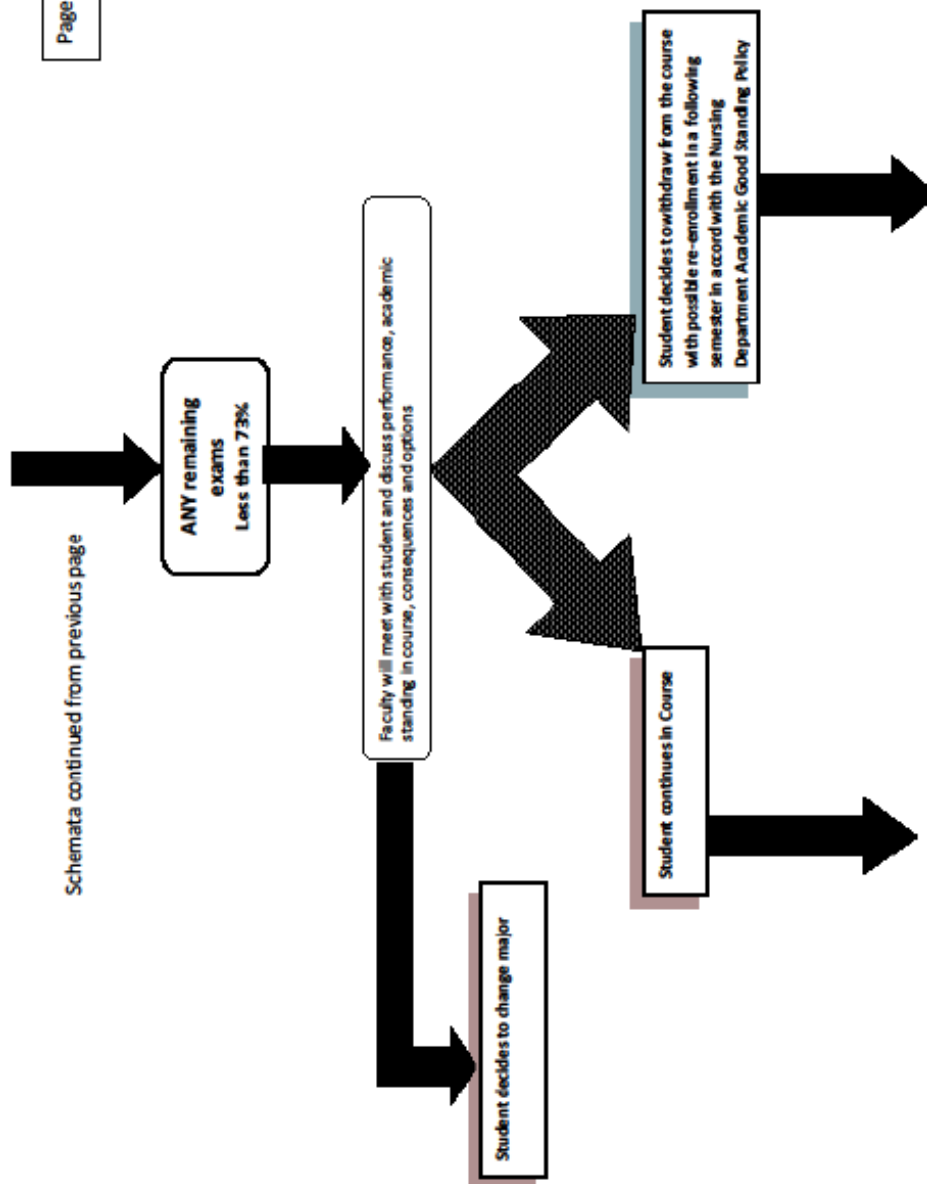 Page
Schemata continued from previous page
ANY remaining
exams
Less than 73%
Faculty will meet with student and discuss performance, academic
standing in course, consequences and options
Student decides to change major
Student continues in Course
Student decides to withdraw from the course
with possible re-enrollment in a following
semester in accord with the Nursing
Department Academic Good Standing Policy